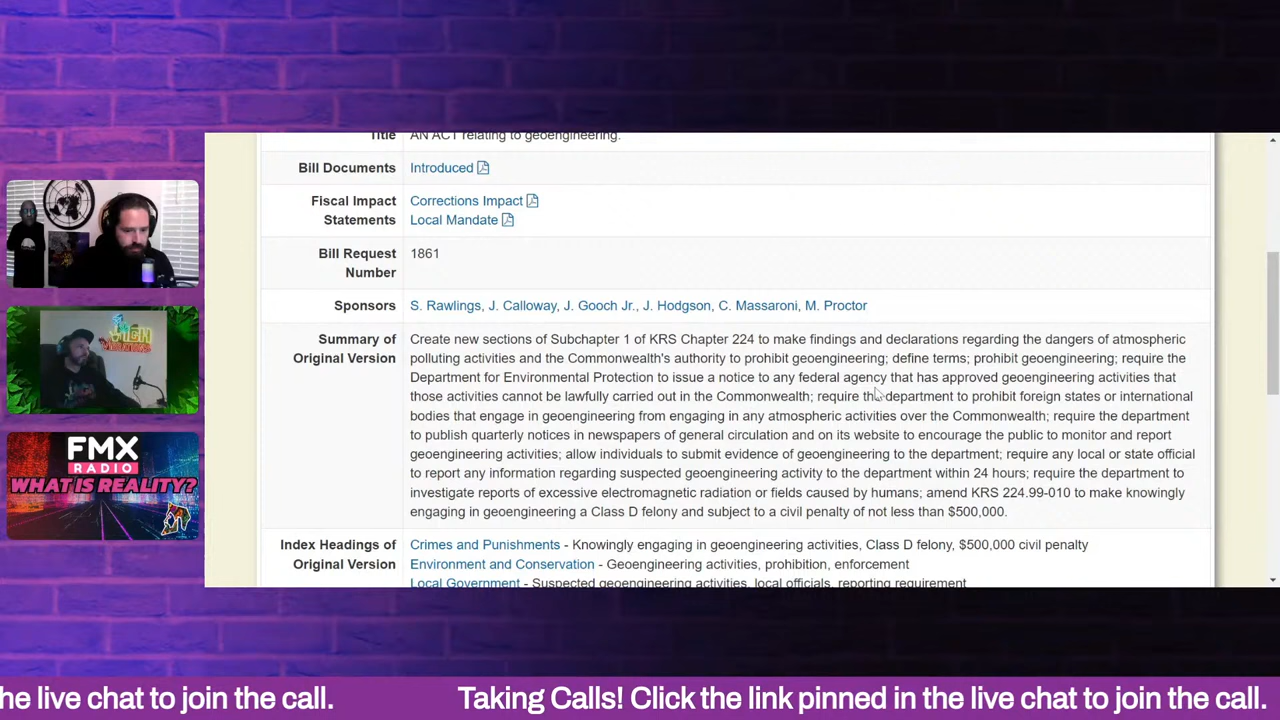 Title AN ACT relating to geoengineering.
Bill Documents Introduced
Fiscal Impact Corrections Impact
Statements Local Mandate
Bill Request 1861
Number
Sponsors S. Rawlings, J. Calloway, J. Gooch Jr., J. Hodgson, C. Massaroni, M. Proctor
Summary of Create new sections of Subchapter 1 of KRS Chapter 224 to make findings and declarations regarding the dangers of atmospheric
Original Version polluting activities and the Commonwealth's authority to prohibit geoengineering; define terms; prohibit geoengineering; require the
Department for Environmental Protection to issue a notice to any federal agency that has approved geoengineering activities that
those activities cannot be lawfully carried out in the Commonwealth; require the department to prohibit foreign states or international
bodies that engage in geoengineering from engaging in any atmospheric activities over the Commonwealth; require the department
to publish quarterly notices in newspapers of general circulation and on its website to encourage the public to monitor and report
geoengineering activities; allow individuals to submit evidence of geoengineering to the department; require any local or state official
to report any information regarding suspected geoengineering activity to the department within 24 hours; require the department to
investigate reports of excessive electromagnetic radiation or fields caused by humans; amend KRS 224.99-010 to make knowingly
engaging in geoengineering a Class D felony and subject to a civil penalty of not less than $500,000.
Index Headings of Crimes and Punishments - Knowingly engaging in geoengineering activities, Class D felony, $500,000 civil penalty
Original Version Environment and Conservation - Geoengineering activities, prohibition, enforcement
Local Government - Suspected geoengineering activities, local officials, reporting requirement
FMX
RADIO
WHAT IS REALITY?
he live chat to join the call. Taking Calls! Click the link pinned in the live chat to join the call.